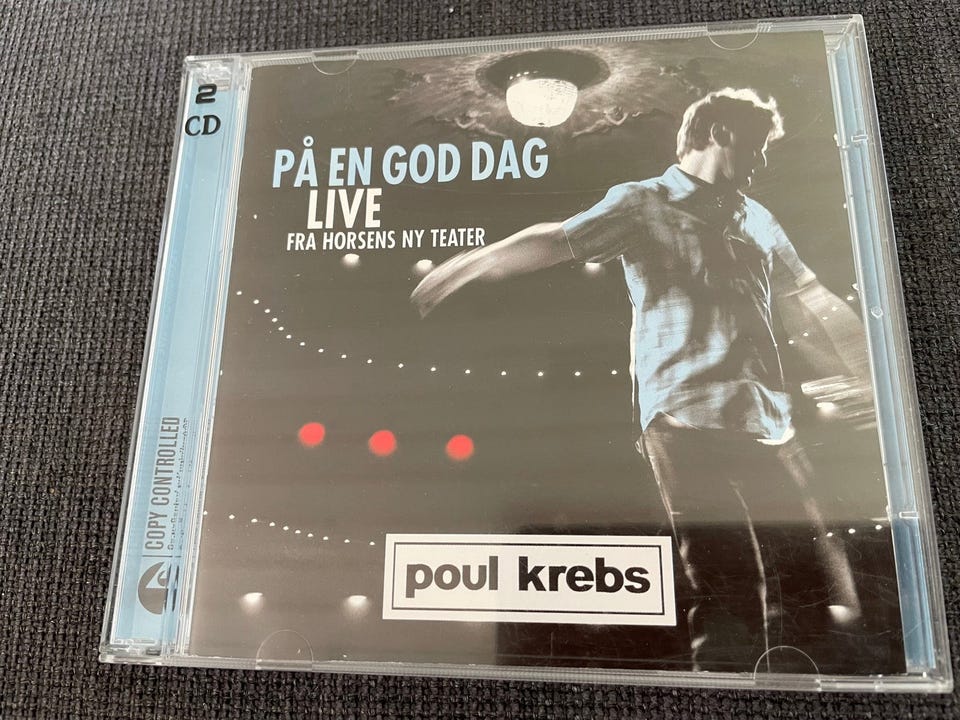 2
CD
PÅ EN GOD DAG
LIVE
FRA HORSENS NY TEATER
COPY CONTROLLED
poul krebs